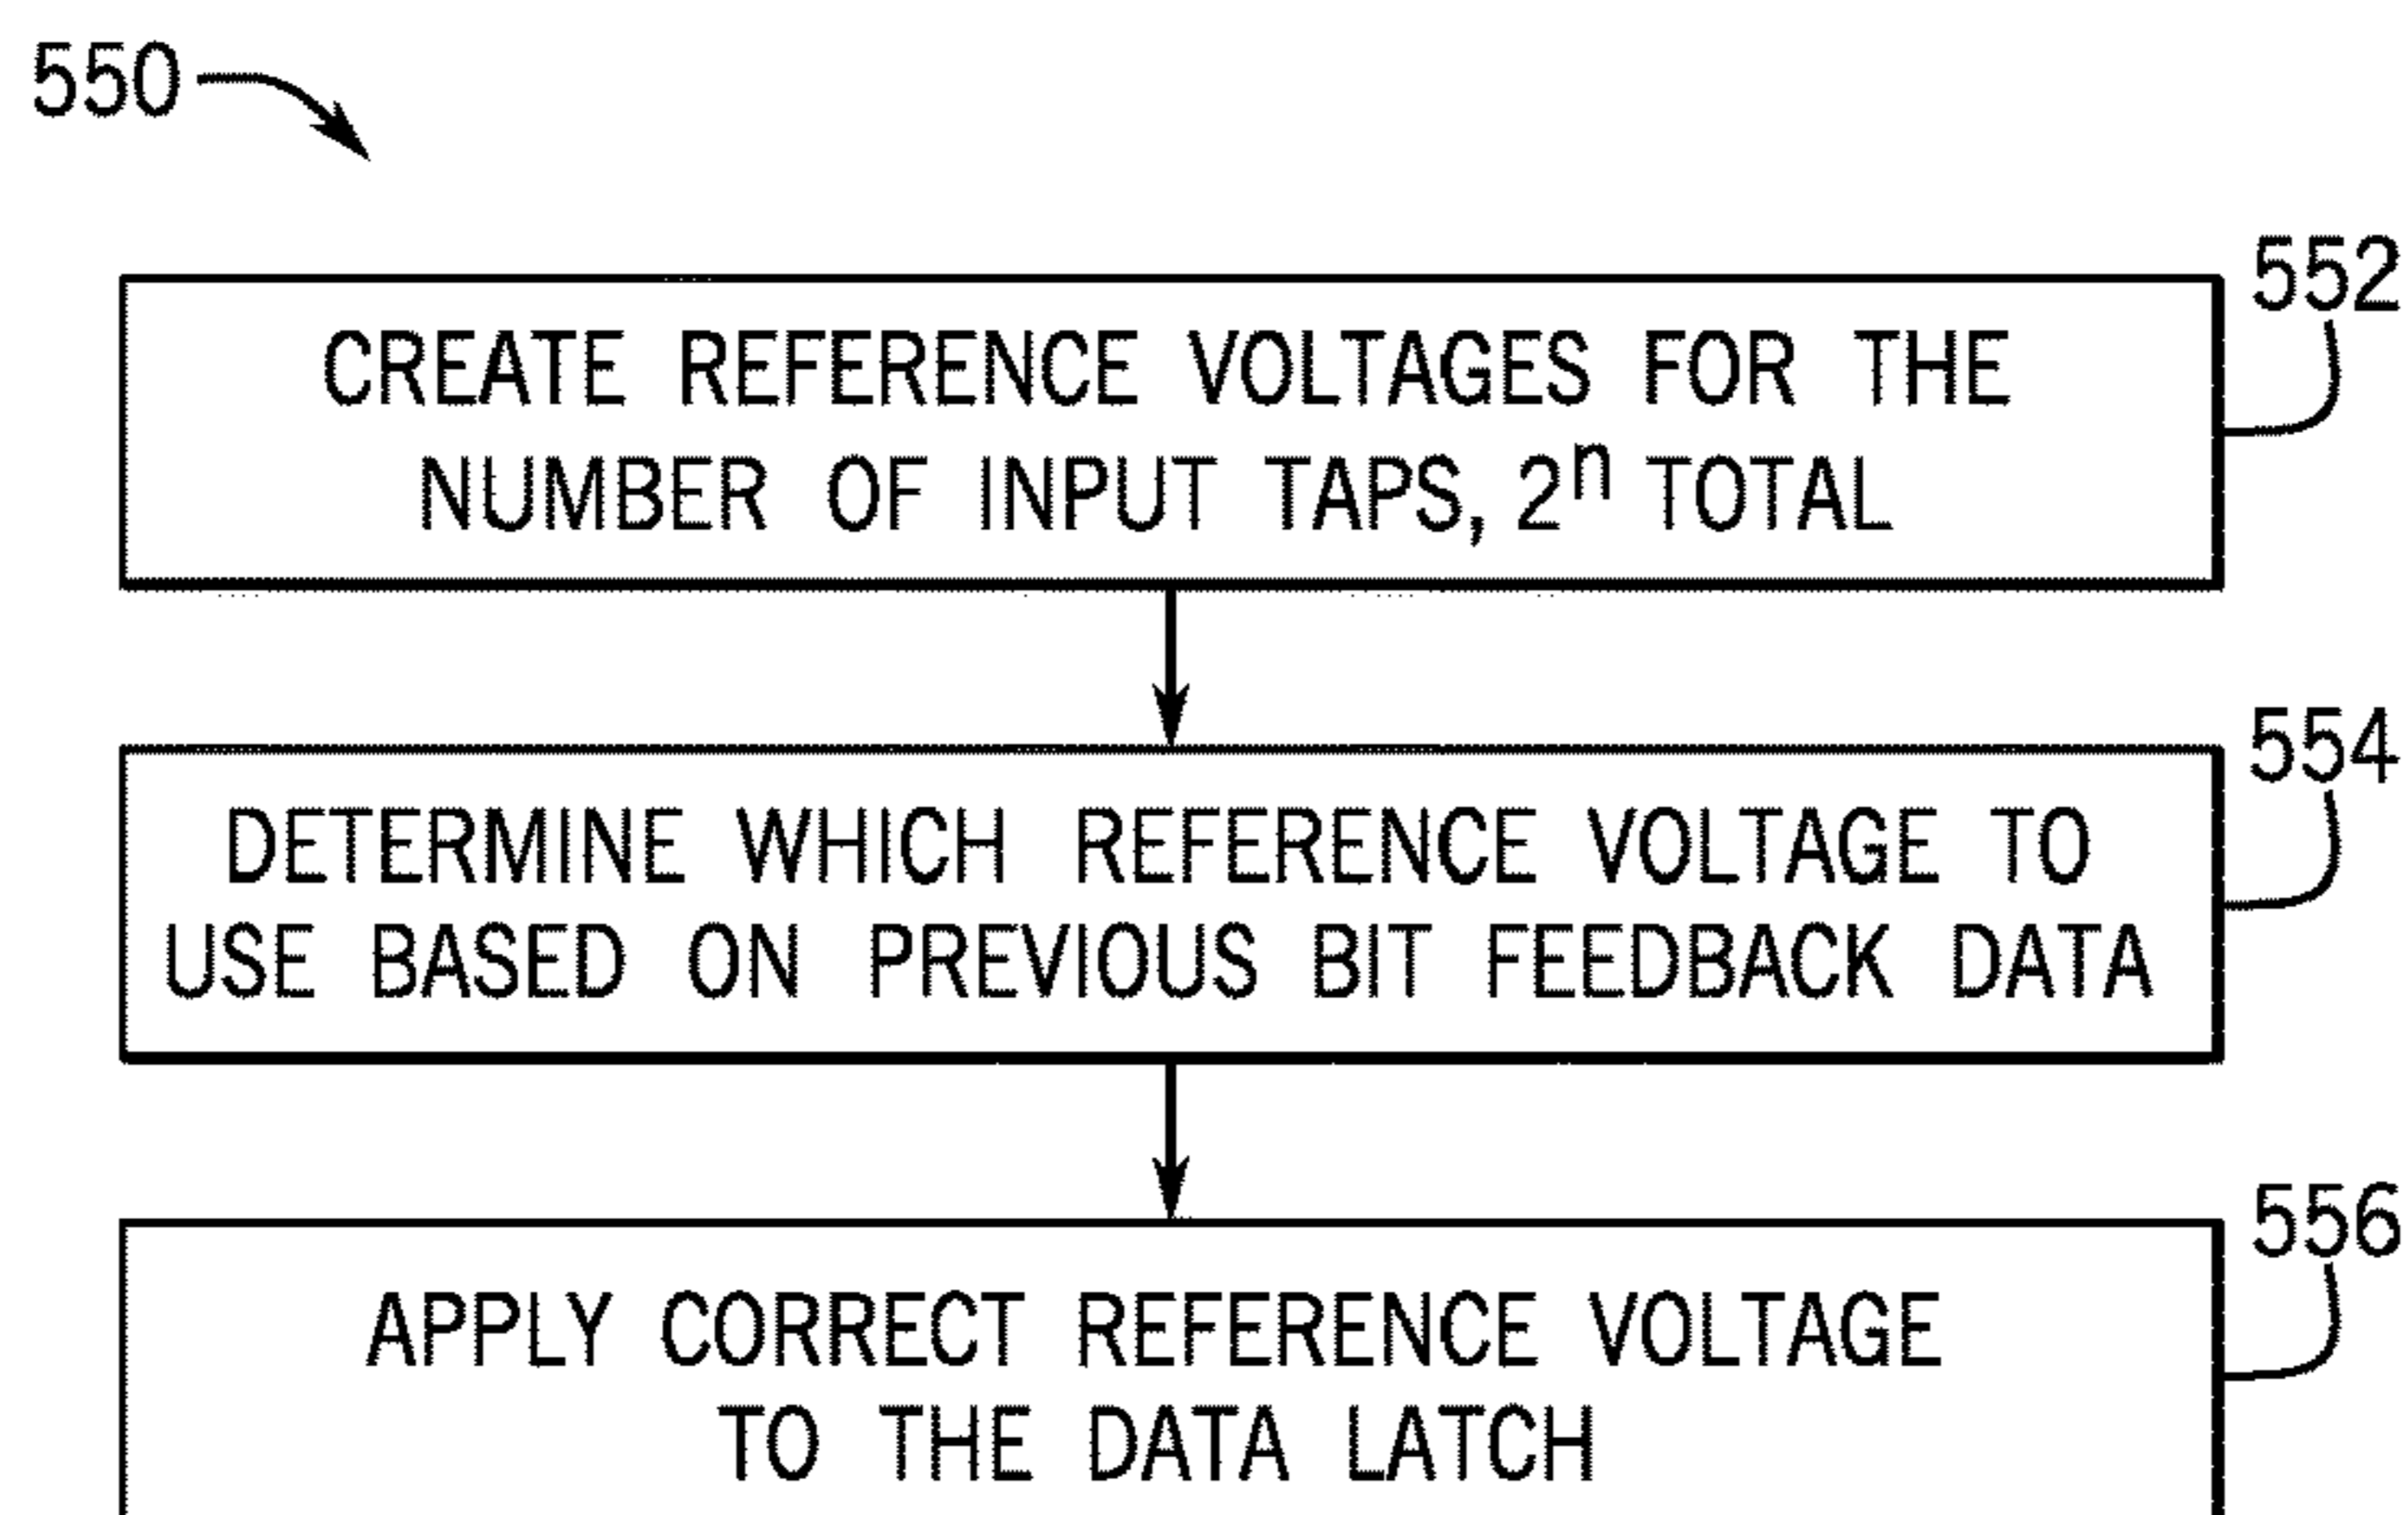 550
552
CREATE REFERENCE VOLTAGES FOR THE
NUMBER OF INPUT TAPS, 2ⁿ TOTAL
554
DETERMINE WHICH REFERENCE VOLTAGE TO
USE BASED ON PREVIOUS BIT FEEDBACK DATA
556
APPLY CORRECT REFERENCE VOLTAGE
TO THE DATA LATCH